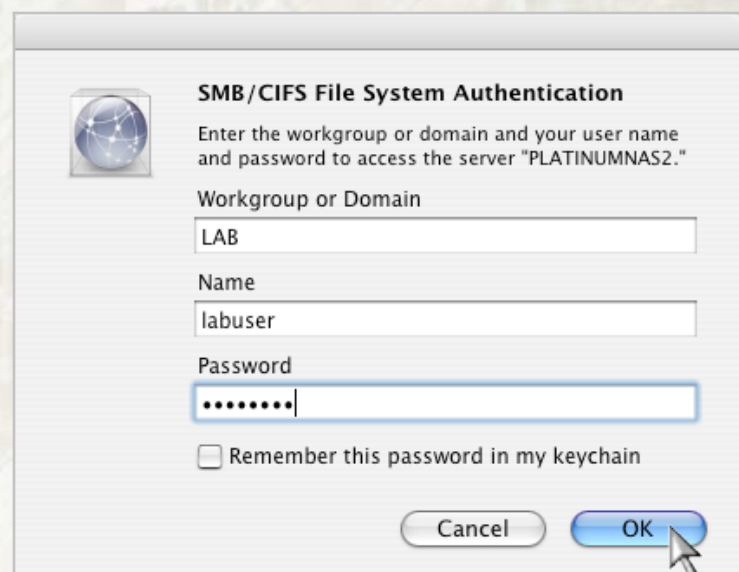 SMB/CIFS File System Authentication
Enter the workgroup or domain and your user name
and password to access the server "PLATINUMNAS2."
Workgroup or Domain
LAB
Name
labuser
Password
••••••••
Remember this password in my keychain
Cancel
OK